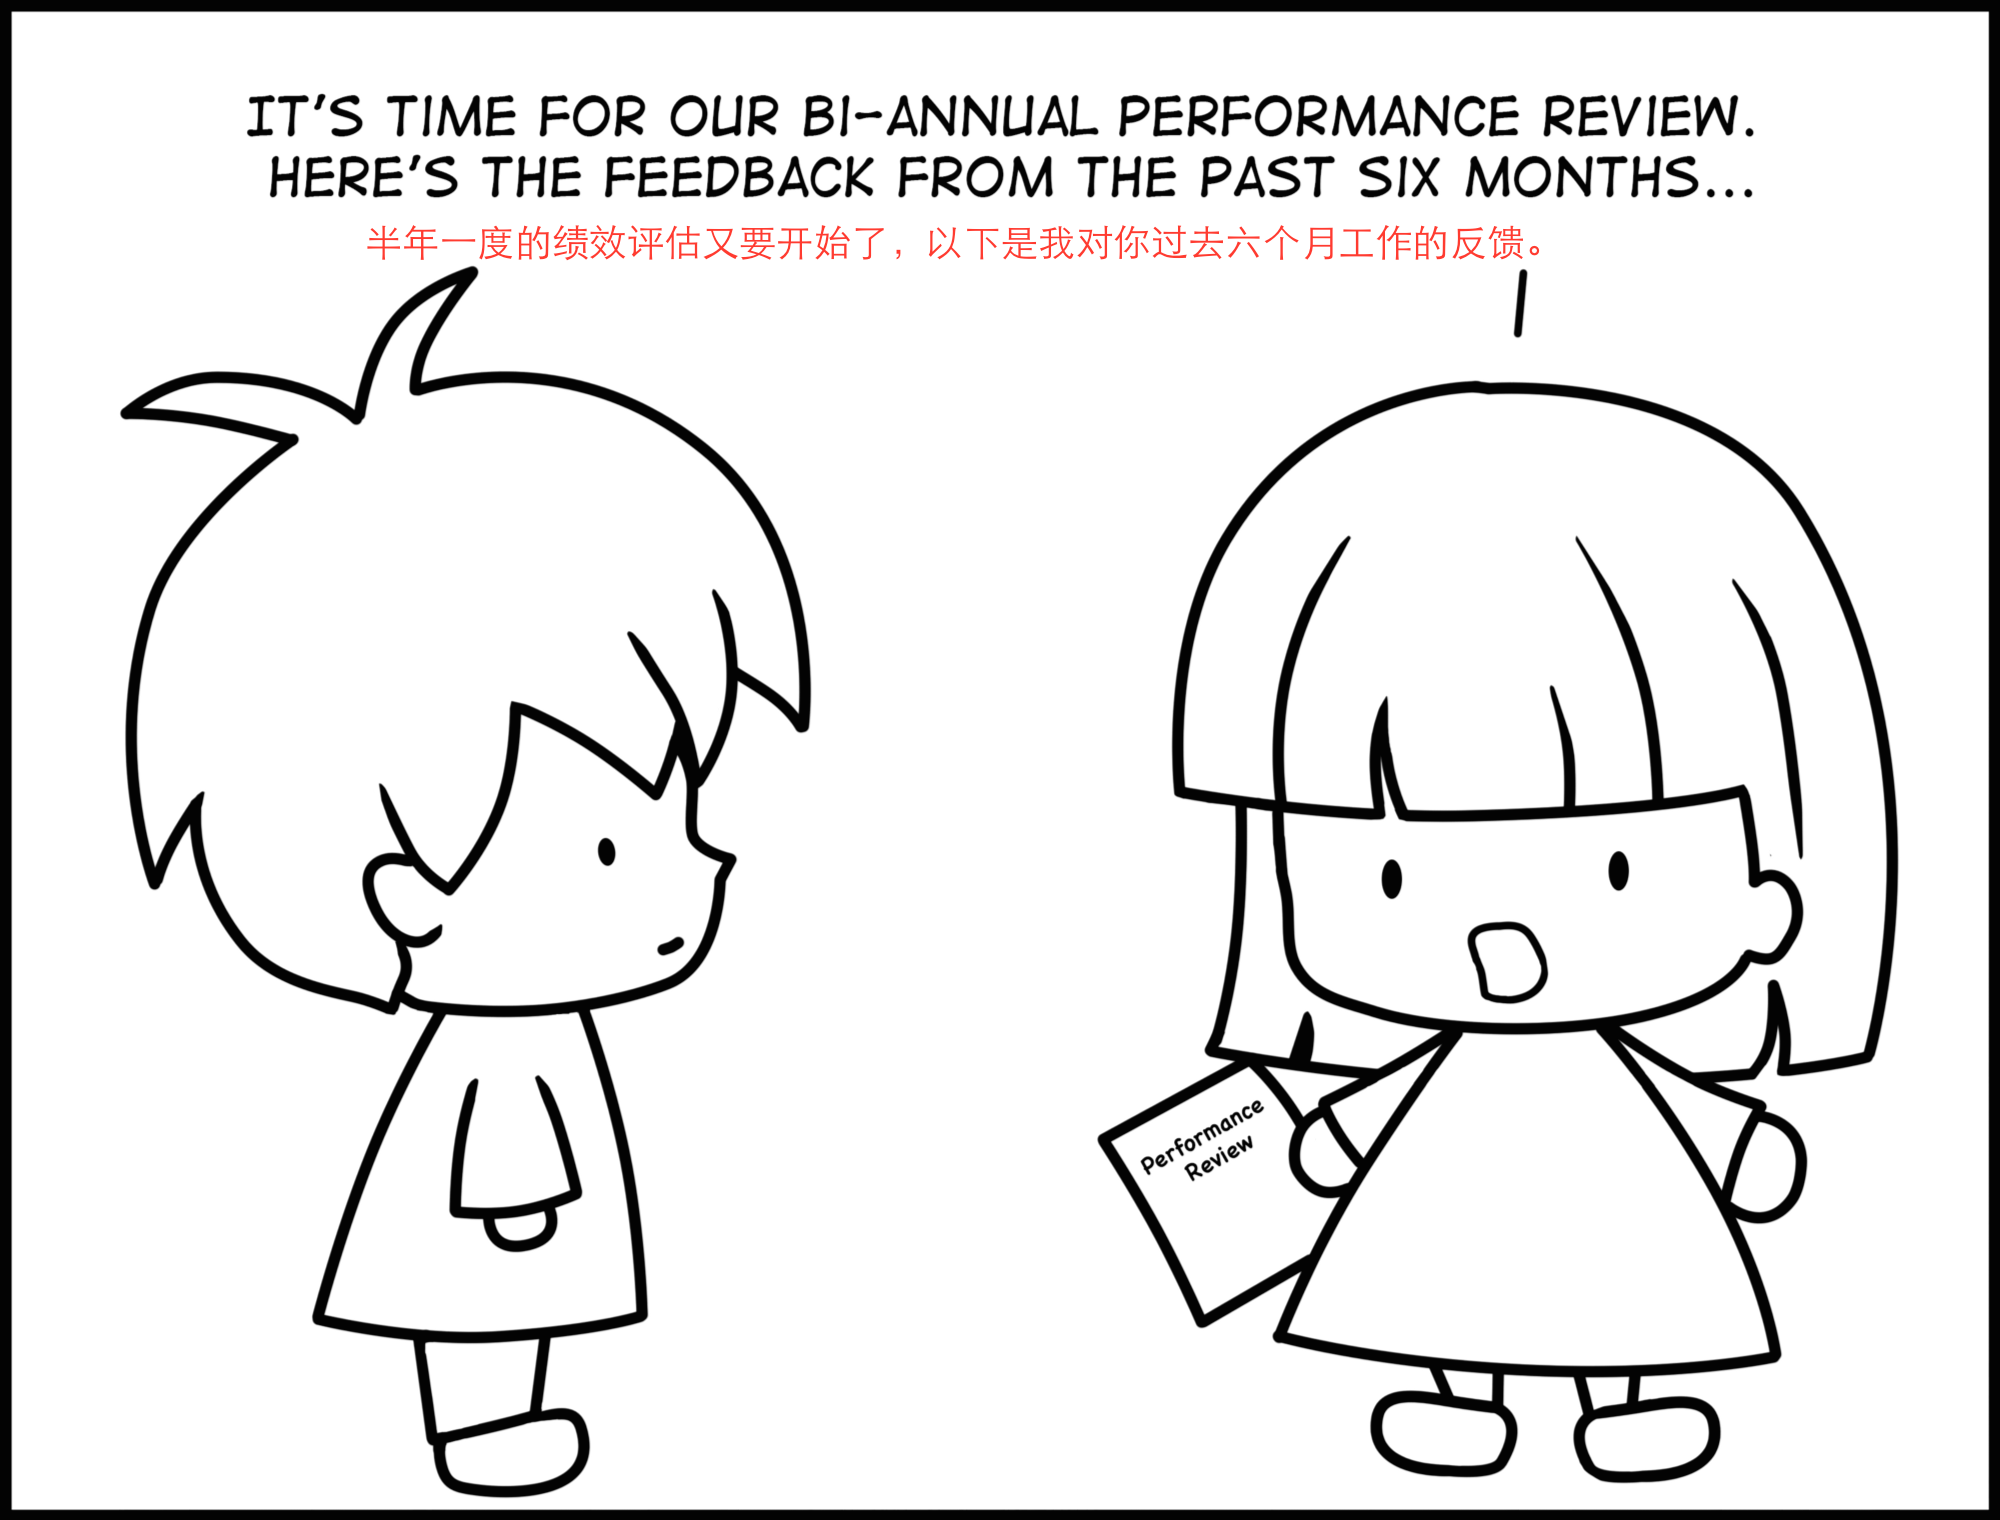 IT'S TIME FOR OUR BI-ANNUAL PERFORMANCE REVIEW.
HERE'S THE FEEDBACK FROM THE PAST SIX MONTHS...
半年一度的绩效评估又要开始了，以下是我对你过去六个月工作的反馈。
Performance
Review